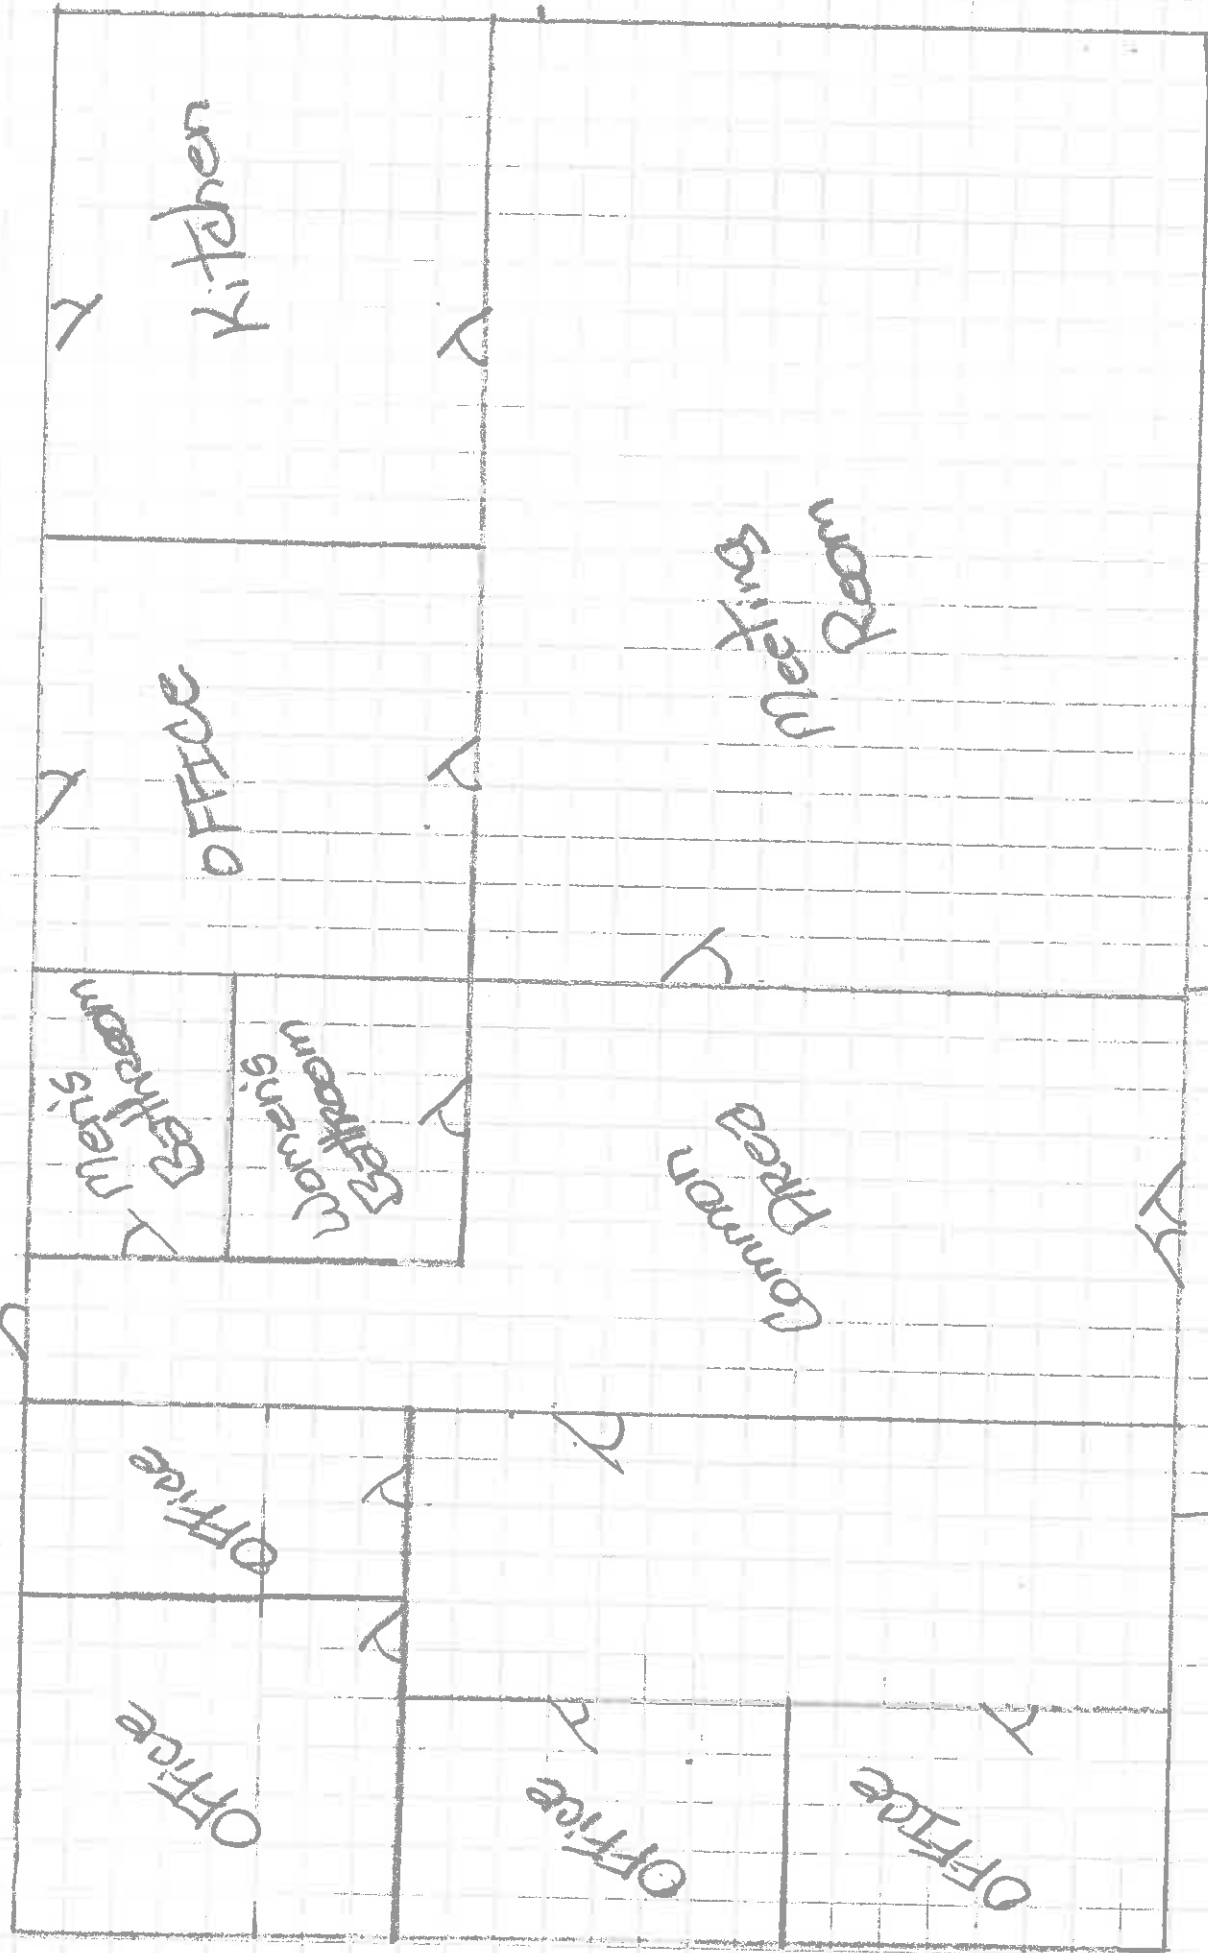 Kitchen
OFFICE
Meeting
Room
Men's
Bathroom
Women's
Bathroom
Common
Area
OFFice
OFFice
OFFice
OFFICE